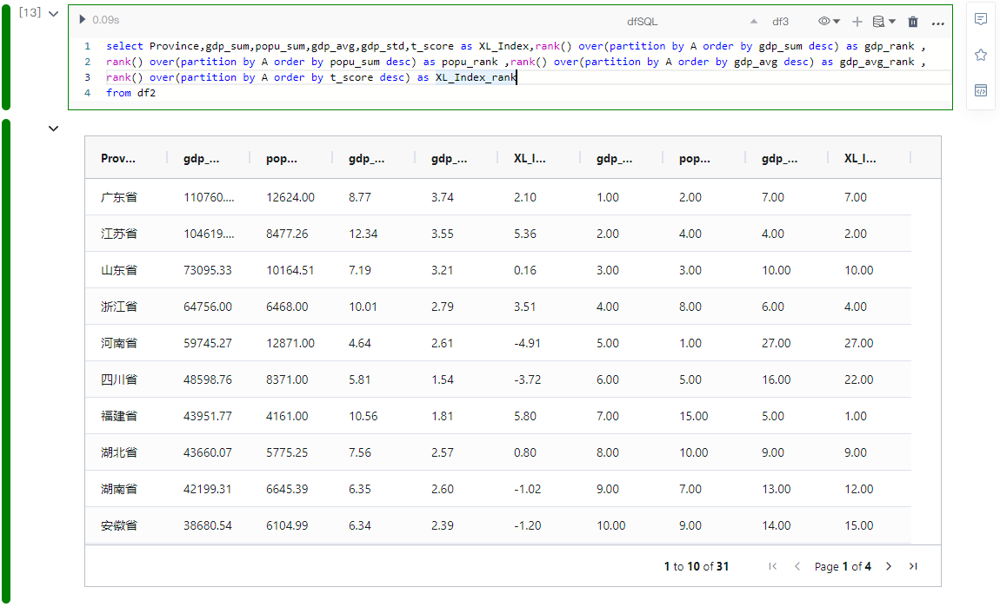 [13] 0.09s dfSQL df3
1 select Province,gdp_sum,popu_sum,gdp_avg,gdp_std,t_score as XL_Index,rank() over(partition by A order by gdp_sum desc) as gdp_rank ,
2 rank() over(partition by A order by popu_sum desc) as popu_rank ,rank() over(partition by A order by gdp_avg desc) as gdp_avg_rank ,
3 rank() over(partition by A order by t_score desc) as XL_Index_rank
4 from df2
Prov... gdp_... pop... gdp_... gdp_... XL_I... gdp_... pop... gdp_... XL_I...
广东省 110760.... 12624.00 8.77 3.74 2.10 1.00 2.00 7.00 7.00
江苏省 104619.... 8477.26 12.34 3.55 5.36 2.00 4.00 4.00 2.00
山东省 73095.33 10164.51 7.19 3.21 0.16 3.00 3.00 10.00 10.00
浙江省 64756.00 6468.00 10.01 2.79 3.51 4.00 8.00 6.00 4.00
河南省 59745.27 12871.00 4.64 2.61 -4.91 5.00 1.00 27.00 27.00
四川省 48598.76 8371.00 5.81 1.54 -3.72 6.00 5.00 16.00 22.00
福建省 43951.77 4161.00 10.56 1.81 5.80 7.00 15.00 5.00 1.00
湖北省 43660.07 5775.25 7.56 2.57 0.80 8.00 10.00 9.00 9.00
湖南省 42199.31 6645.39 6.35 2.60 -1.02 9.00 7.00 13.00 12.00
安徽省 38680.54 6104.99 6.34 2.39 -1.20 10.00 9.00 14.00 15.00
1 to 10 of 31 Page 1 of 4